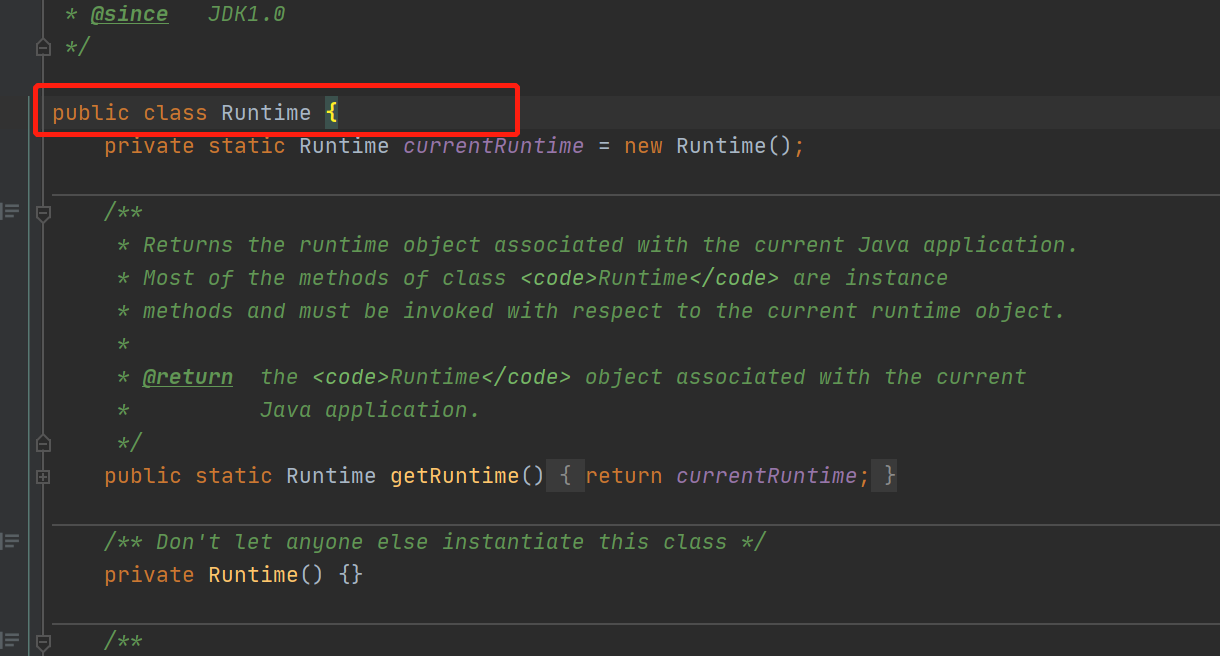 * @since   JDK1.0
*/
public class Runtime {
private static Runtime currentRuntime = new Runtime();
/**
* Returns the runtime object associated with the current Java application.
* Most of the methods of class <code>Runtime</code> are instance
* methods and must be invoked with respect to the current runtime object.
*
* @return  the <code>Runtime</code> object associated with the current
*          Java application.
*/
public static Runtime getRuntime() { return currentRuntime; }
/** Don't let anyone else instantiate this class */
private Runtime() {}
/**